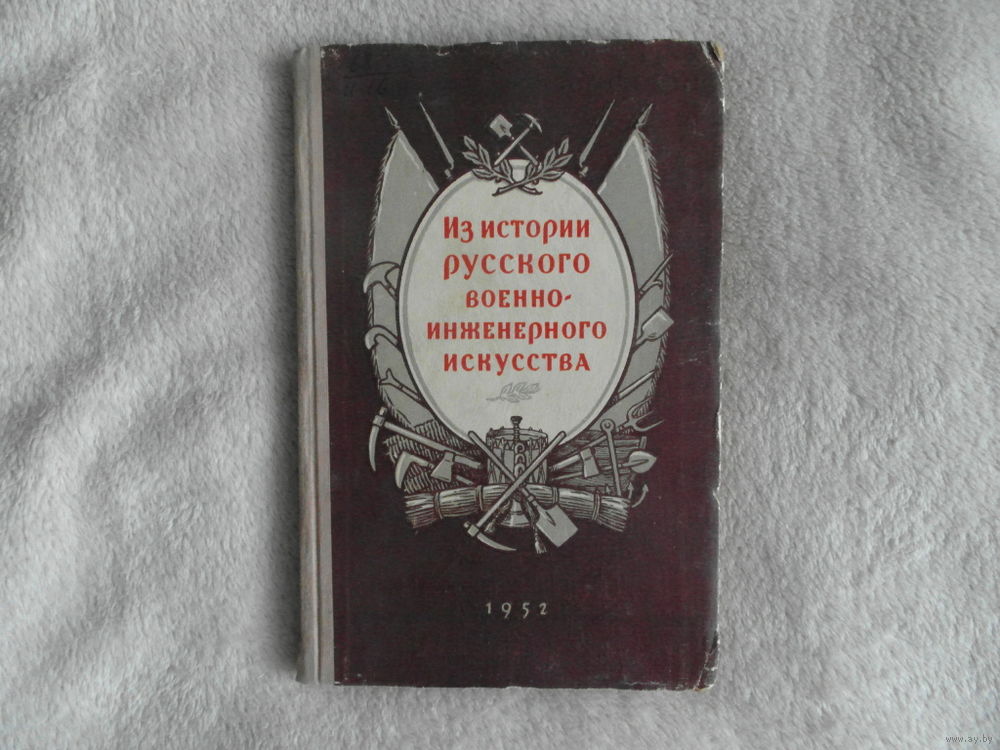 Из истории
русского
военно-
инженерного
искусства
1952
www.ay.by